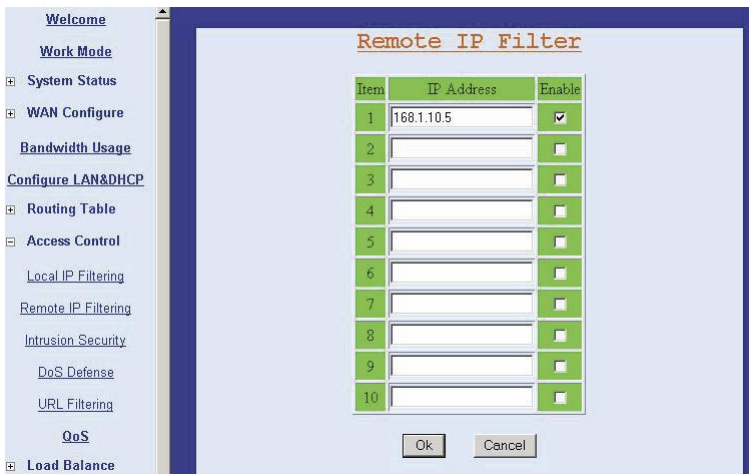 Welcome
Work Mode
System Status
WAN Configure
Bandwidth Usage
Configure LAN&DHCP
Routing Table
Access Control
Local IP Filtering
Remote IP Filtering
Intrusion Security
DoS Defense
URL Filtering
QoS
Load Balance
Remote IP Filter
Item IP Address Enable
1 168.1.10.5
2
3
4
5
6
7
8
9
10
Ok Cancel